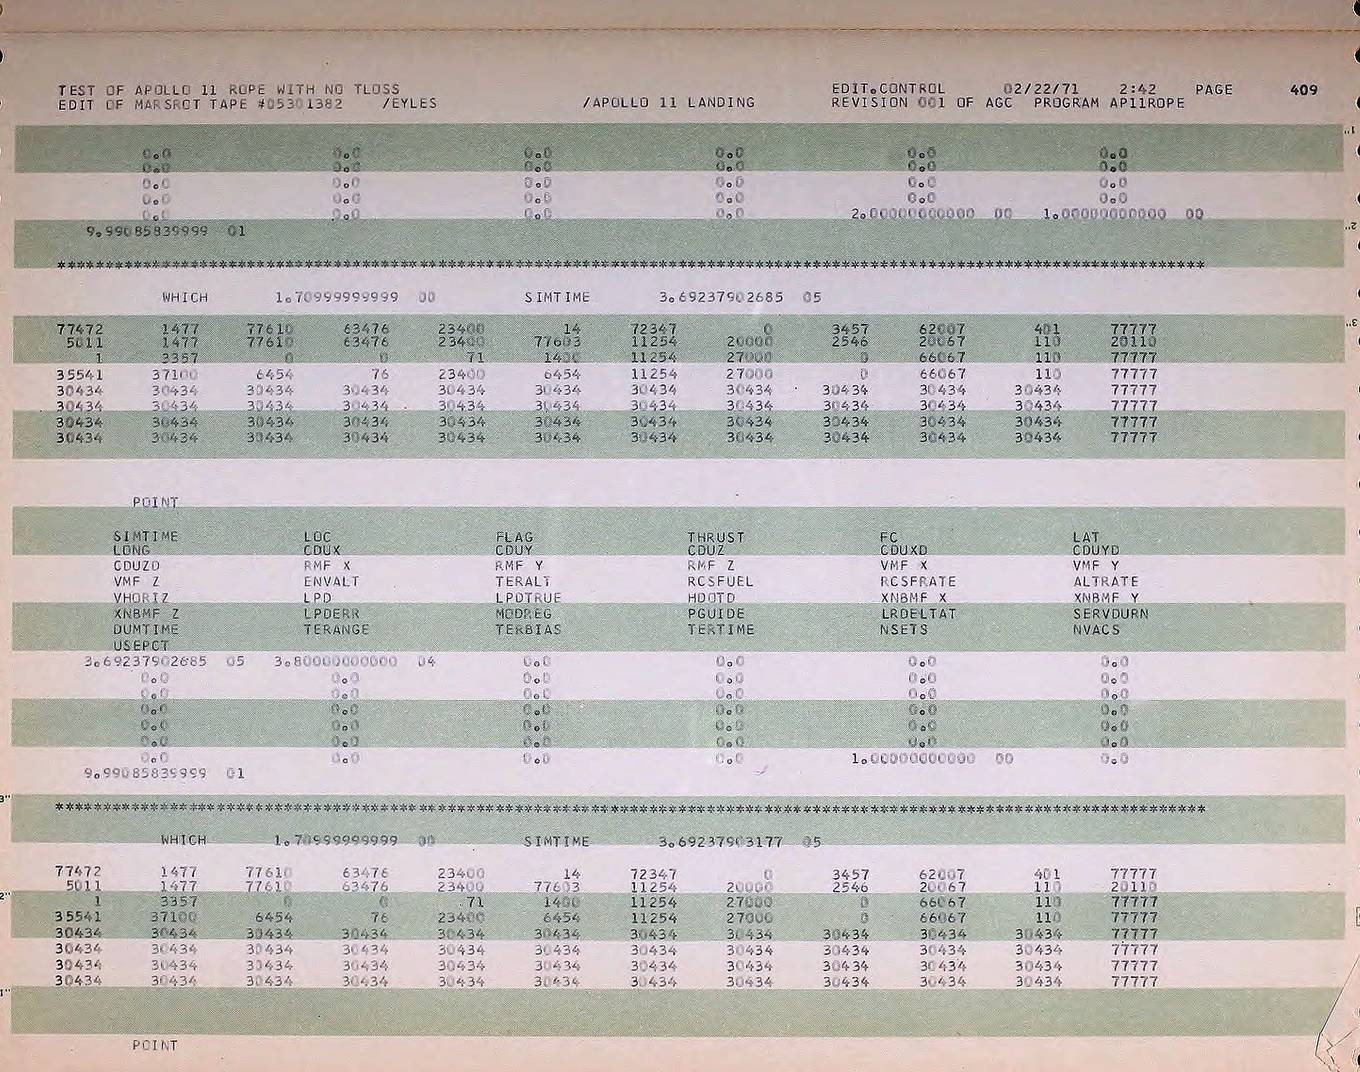 TEST OF APOLLO 11 ROPE WITH NO TLOSS EDIT.CONTROL 02/22/71 2:42 PAGE 409
EDIT OF MARSROT TAPE #05301382 /EYLES /APOLLO 11 LANDING REVISION 001 OF AGC PROGRAM AP11ROPE
0.0 0.0 0.0 0.0 0.0 0.0
0.0 0.0 0.0 0.0 0.0 0.0
0.0 0.0 0.0 0.0 0.0 0.0
0.0 0.0 0.0 0.0 0.0 0.0
0.0 0.0 0.0 0.0 2.00000000000 00 1.00000000000 00
9.99085839999 01
************************************************************************************************************************
WHICH 1.70999999999 00 SIMTIME 3.69237902685 05
77472 1477 77610 63476 23400 14 72347 0 3457 62007 401 77777
5011 1477 77610 63476 23400 77603 11254 20000 2546 20067 110 20110
1 3357 0 0 71 1400 11254 27000 0 66067 110 77777
35541 37100 6454 76 23400 6454 11254 27000 0 66067 110 77777
30434 30434 30434 30434 30434 30434 30434 30434 30434 30434 30434 77777
30434 30434 30434 30434 30434 30434 30434 30434 30434 30434 30434 77777
30434 30434 30434 30434 30434 30434 30434 30434 30434 30434 30434 77777
30434 30434 30434 30434 30434 30434 30434 30434 30434 30434 30434 77777
POINT
SIMTIME LOC FLAG THRUST FC LAT
LONG CDUX CDUY CDUZ CDUXD CDUYD
CDUZD RMF X RMF Y RMF Z VMF X VMF Y
VMF Z ENVALT TERALT RCSFUEL RCSFRATE ALTRATE
VHORIZ LPD LPDTRUE HDOTD XNBMF X XNBMF Y
XNBMF Z LPDERR MODREG PGUIDE LRDELTAT SERVDURN
DUMTIME TERANGE TERBIAS TERTIME NSETS NVACS
USEPCT
3.69237902685 05 3.80000000000 04 0.0 0.0 0.0 0.0
0.0 0.0 0.0 0.0 0.0 0.0
0.0 0.0 0.0 0.0 0.0 0.0
0.0 0.0 0.0 0.0 0.0 0.0
0.0 0.0 0.0 0.0 0.0 0.0
0.0 0.0 0.0 0.0 0.0 0.0
0.0 0.0 0.0 0.0 1.00000000000 00 0.0
9.99085839999 01
************************************************************************************************************************
WHICH 1.70999999999 00 SIMTIME 3.69237903177 05
77472 1477 77610 63476 23400 14 72347 0 3457 62007 401 77777
5011 1477 77610 63476 23400 77603 11254 20000 2546 20067 110 20110
1 3357 0 0 71 1400 11254 27000 0 66067 110 77777
35541 37100 6454 76 23400 6454 11254 27000 0 66067 110 77777
30434 30434 30434 30434 30434 30434 30434 30434 30434 30434 30434 77777
30434 30434 30434 30434 30434 30434 30434 30434 30434 30434 30434 77777
30434 30434 30434 30434 30434 30434 30434 30434 30434 30434 30434 77777
30434 30434 30434 30434 30434 30434 30434 30434 30434 30434 30434 77777
POINT